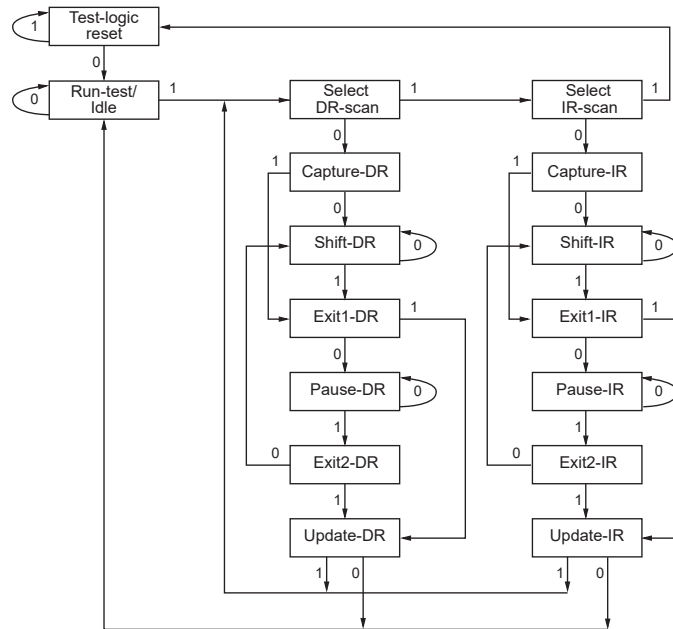 Test-logic
reset
1
0
Run-test/
Idle
0
1
Select
DR-scan
1
Select
IR-scan
1
0
0
1
Capture-DR
1
Capture-IR
0
0
Shift-DR
0
Shift-IR
0
1
1
Exit1-DR
1
Exit1-IR
1
0
0
Pause-DR
0
Pause-IR
0
1
1
0
Exit2-DR
0
Exit2-IR
1
1
Update-DR
Update-IR
1
0
1
0